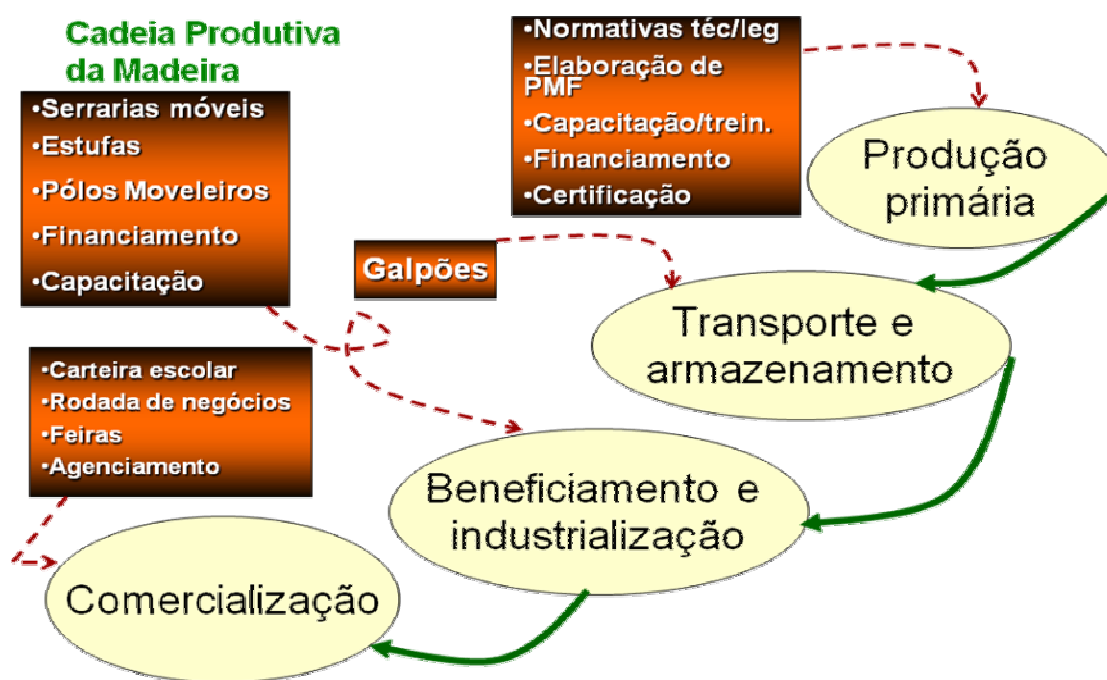 Cadeia Produtiva
da Madeira
•Serrarias móveis
•Estufas
•Pólos Moveleiros
•Financiamento
•Capacitação
•Normativas téc/leg
•Elaboração de
PMF
•Capacitação/trein.
•Financiamento
•Certificação
Produção
primária
Galpões
Transporte e
armazenamento
•Carteira escolar
•Rodada de negócios
•Feiras
•Agenciamento
Beneficiamento e
industrialização
Comercialização